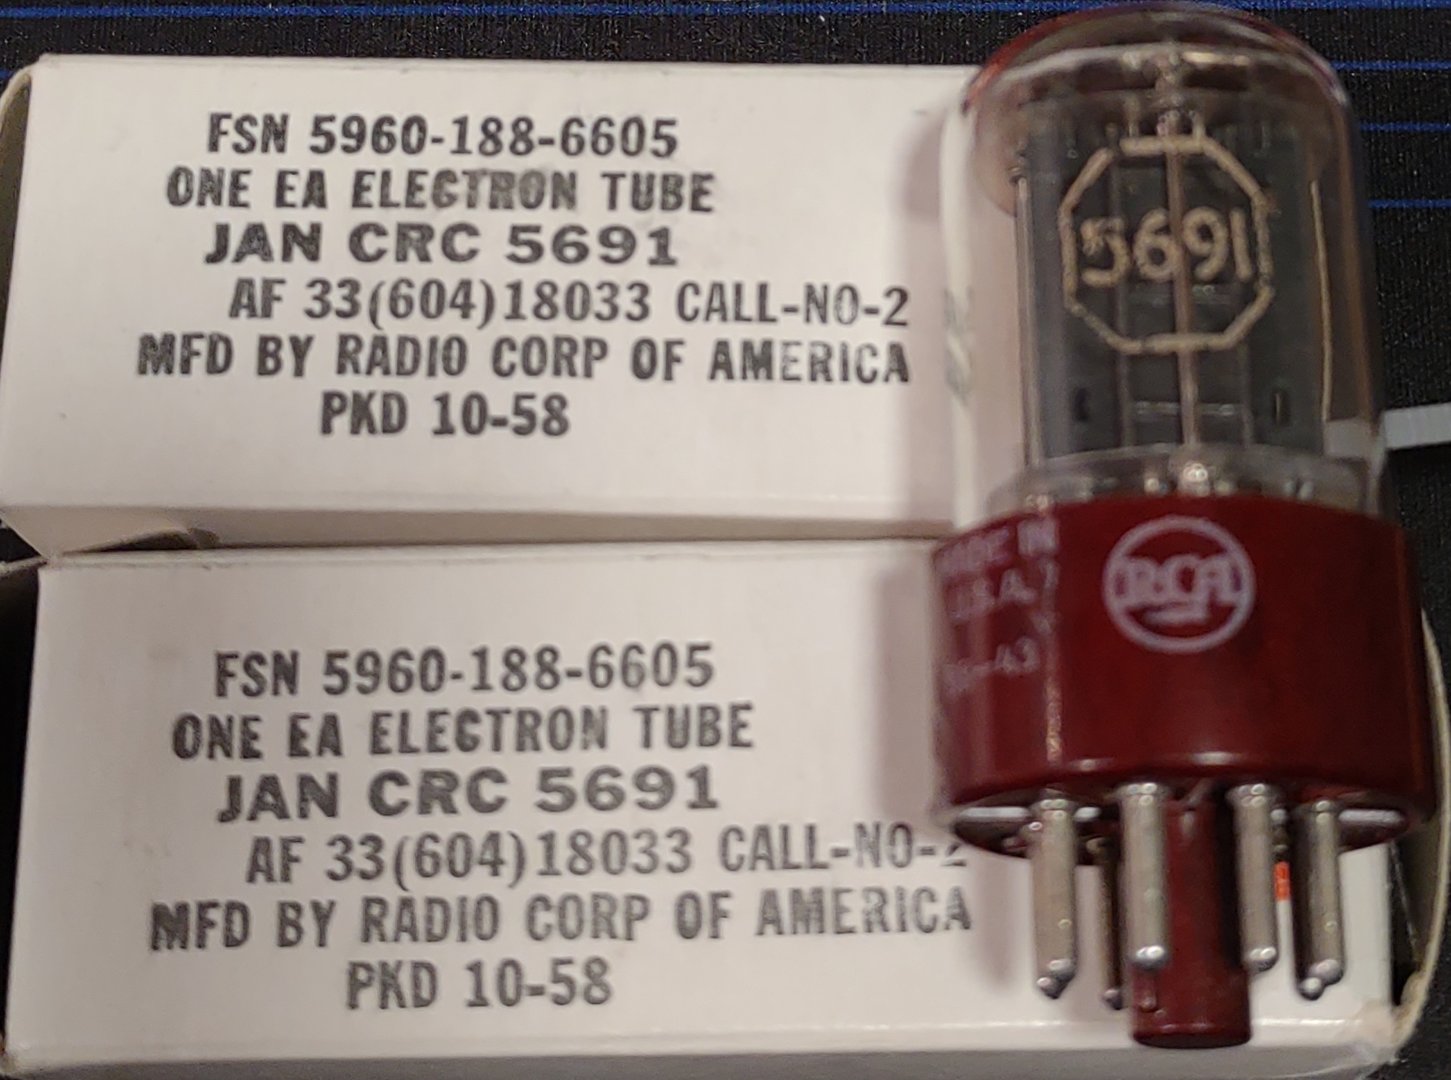 FSN 5960-188-6605
ONE EA ELECTRON TUBE
JAN CRC 5691
AF 33(604)18033 CALL-NO-2
MFD BY RADIO CORP OF AMERICA
PKD 10-58
FSN 5960-188-6605
ONE EA ELECTRON TUBE
JAN CRC 5691
AF 33(604)18033 CALL-NO-2
MFD BY RADIO CORP OF AMERICA
PKD 10-58
5691
MADE IN
U.S.A.
RCA